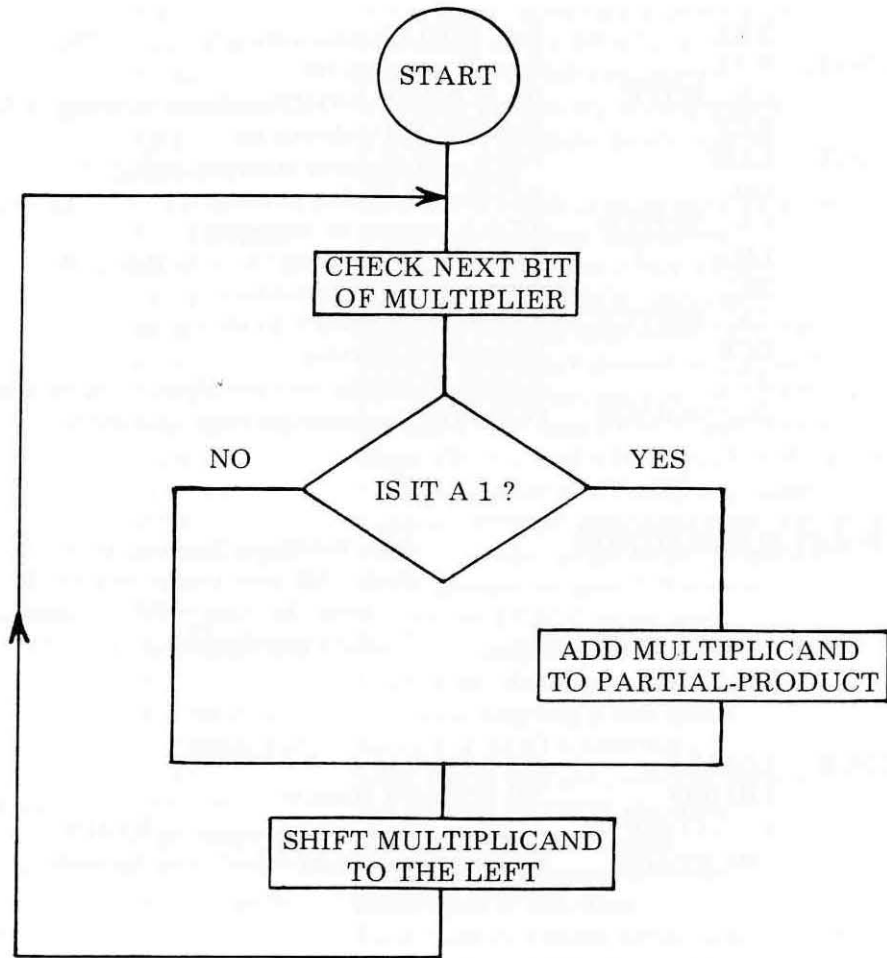 START
CHECK NEXT BIT
OF MULTIPLIER
NO
YES
IS IT A 1 ?
ADD MULTIPLICAND
TO PARTIAL-PRODUCT
SHIFT MULTIPLICAND
TO THE LEFT